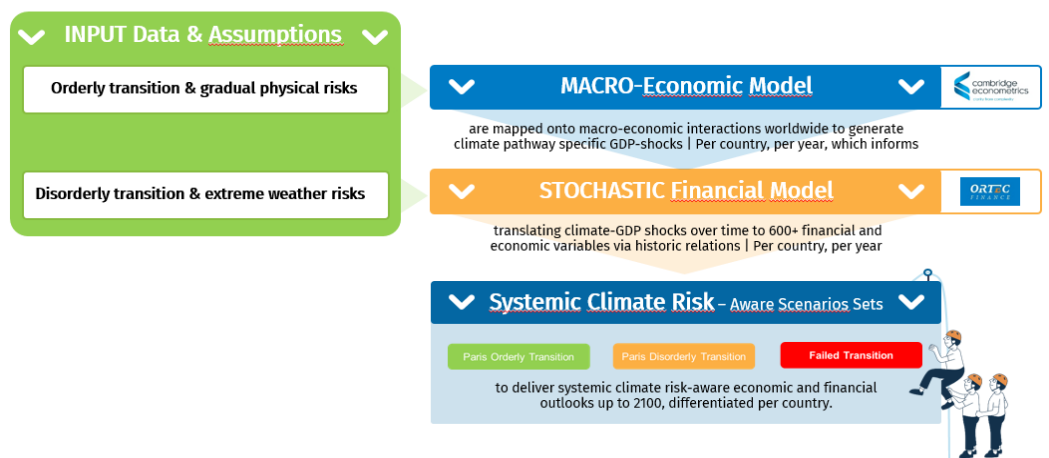 INPUT Data & Assumptions
Orderly transition & gradual physical risks
Disorderly transition & extreme weather risks
MACRO-Economic Model
cambridge
econometrics
are mapped onto macro-economic interactions worldwide to generate
climate pathway specific GDP-shocks | Per country, per year, which informs
STOCHASTIC Financial Model
ORTEC
FINANCE
translating climate-GDP shocks over time to 600+ financial and
economic variables via historic relations | Per country, per year
Systemic Climate Risk – Aware Scenarios Sets
Paris Orderly Transition
Paris Disorderly Transition
Failed Transition
to deliver systemic climate risk-aware economic and financial
outlooks up to 2100, differentiated per country.